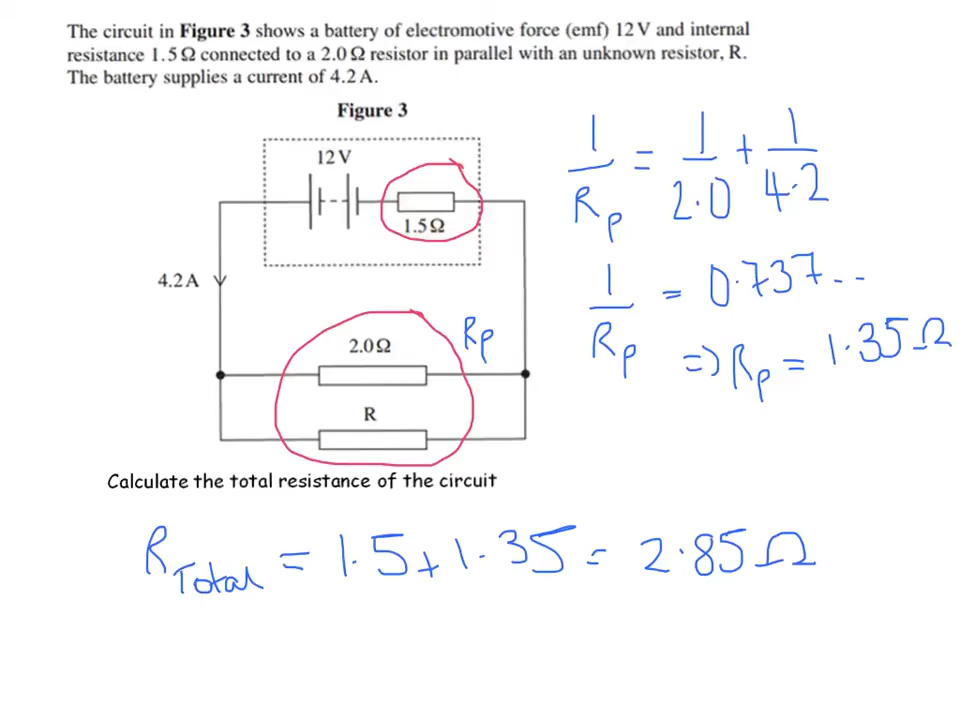 The circuit in Figure 3 shows a battery of electromotive force (emf) 12 V and internal
resistance 1.5 Ω connected to a 2.0 Ω resistor in parallel with an unknown resistor, R.
The battery supplies a current of 4.2 A.
Figure 3
12 V
1.5 Ω
4.2 A
2.0 Ω
Rp
R
1/Rp = 1/2.0 + 1/4.2
1/Rp = 0.737...
=> Rp = 1.35 Ω
Calculate the total resistance of the circuit
RTotal = 1.5 + 1.35 = 2.85 Ω